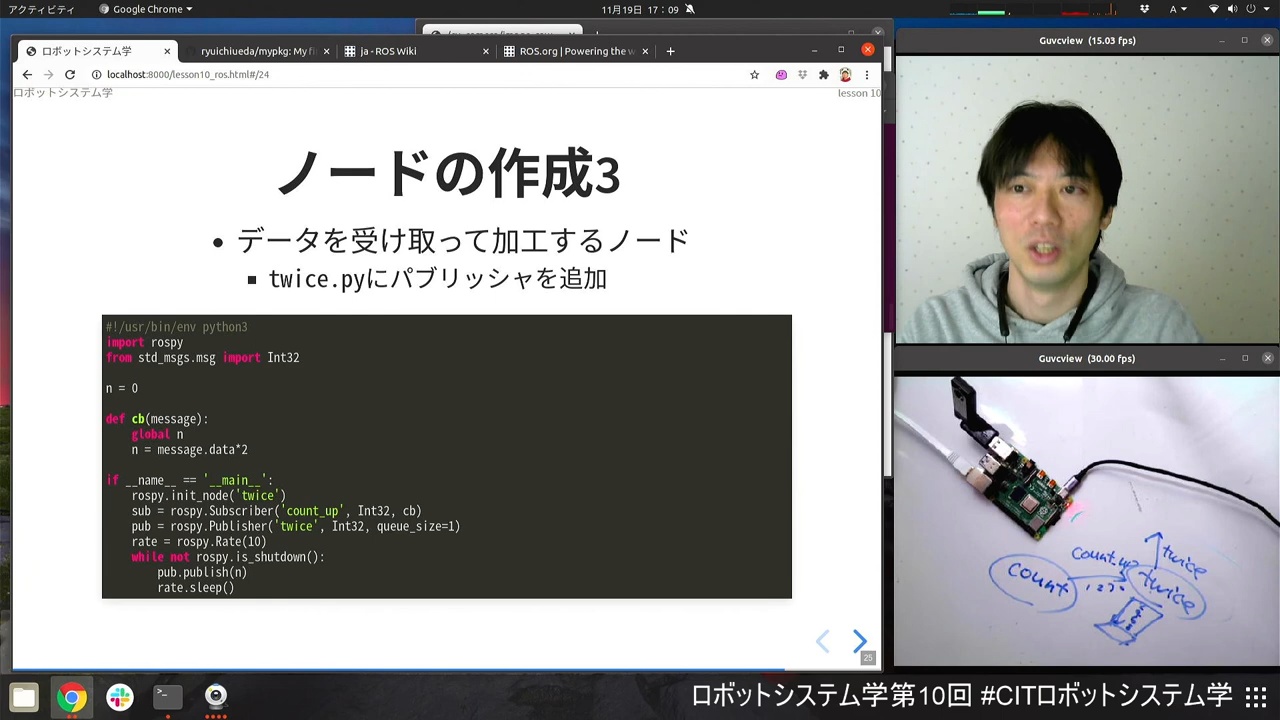 アクティビティ
Google Chrome
11月19日 17：09
A
ロボットシステム学
ryuichiueda/mypkg: My fi
ja - ROS Wiki
ROS.org | Powering the w
localhost:8000/lesson10_ros.html#/24
ロボットシステム学
lesson 10
ノードの作成3
データを受け取って加工するノード
twice.pyにパブリッシャを追加
#!/usr/bin/env python3
import rospy
from std_msgs.msg import Int32
n = 0
def cb(message):
global n
n = message.data*2
if __name__ == '__main__':
rospy.init_node('twice')
sub = rospy.Subscriber('count_up', Int32, cb)
pub = rospy.Publisher('twice', Int32, queue_size=1)
rate = rospy.Rate(10)
while not rospy.is_shutdown():
pub.publish(n)
rate.sleep()
25
Guvcview (15.03 fps)
Guvcview (30.00 fps)
count
count_up
twice
twice
ロボットシステム学第10回 #CITロボットシステム学